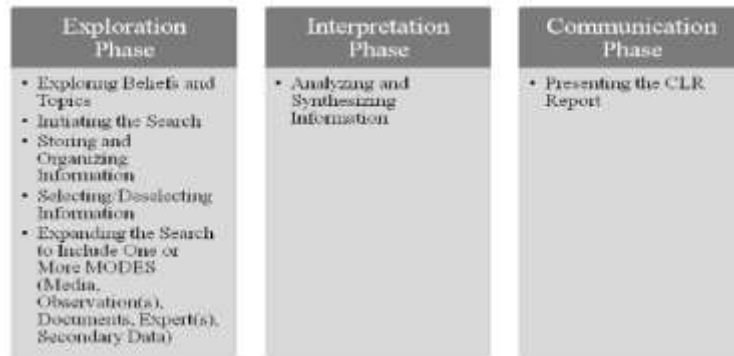 Exploration
Phase
• Exploring Beliefs and
Topics
• Initiating the Search
• Storing and
Organizing
Information
• Selecting/Deselecting
Information
• Expanding the Search
to Include One or
More MODES
(Media,
Observation(s),
Documents, Expert(s),
Secondary Data)
Interpretation
Phase
• Analyzing and
Synthesizing
Information
Communication
Phase
• Presenting the CLR
Report